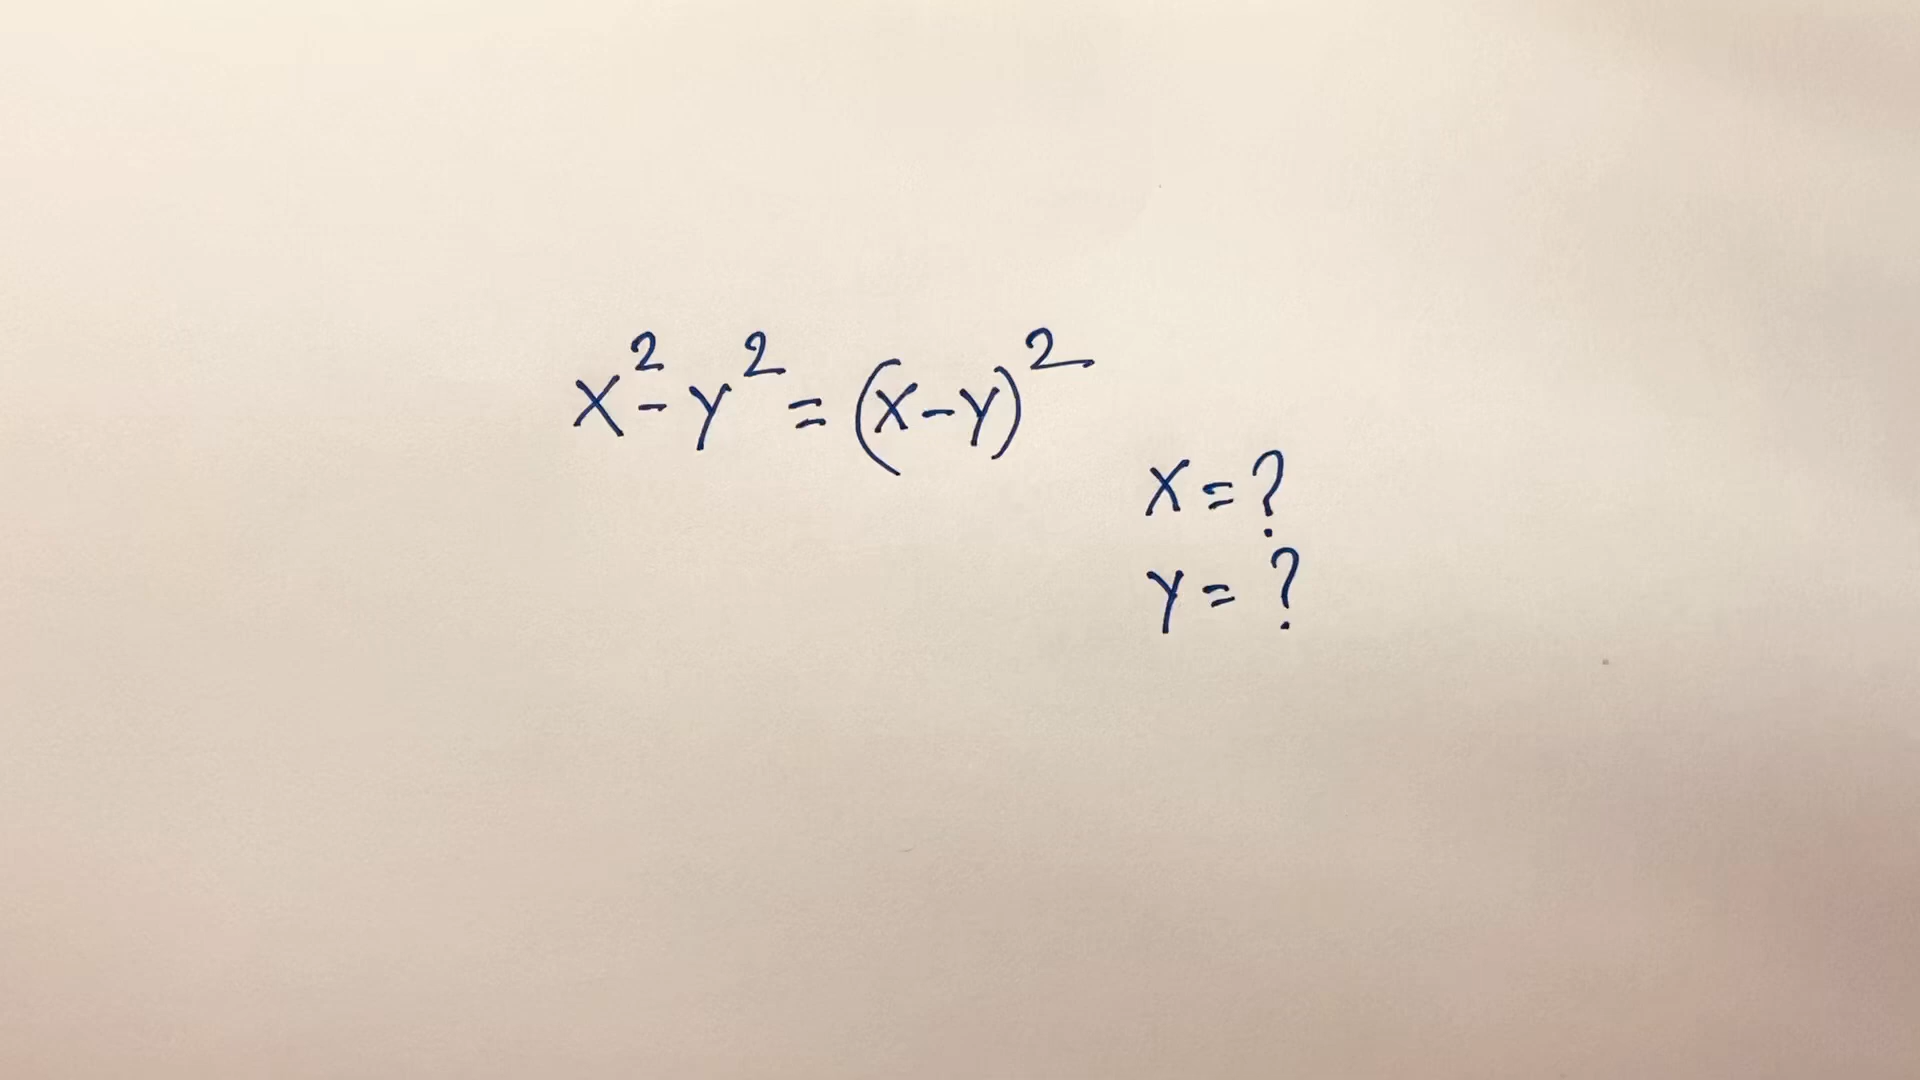 x² - y² = (x-y)²
x = ?
y = ?